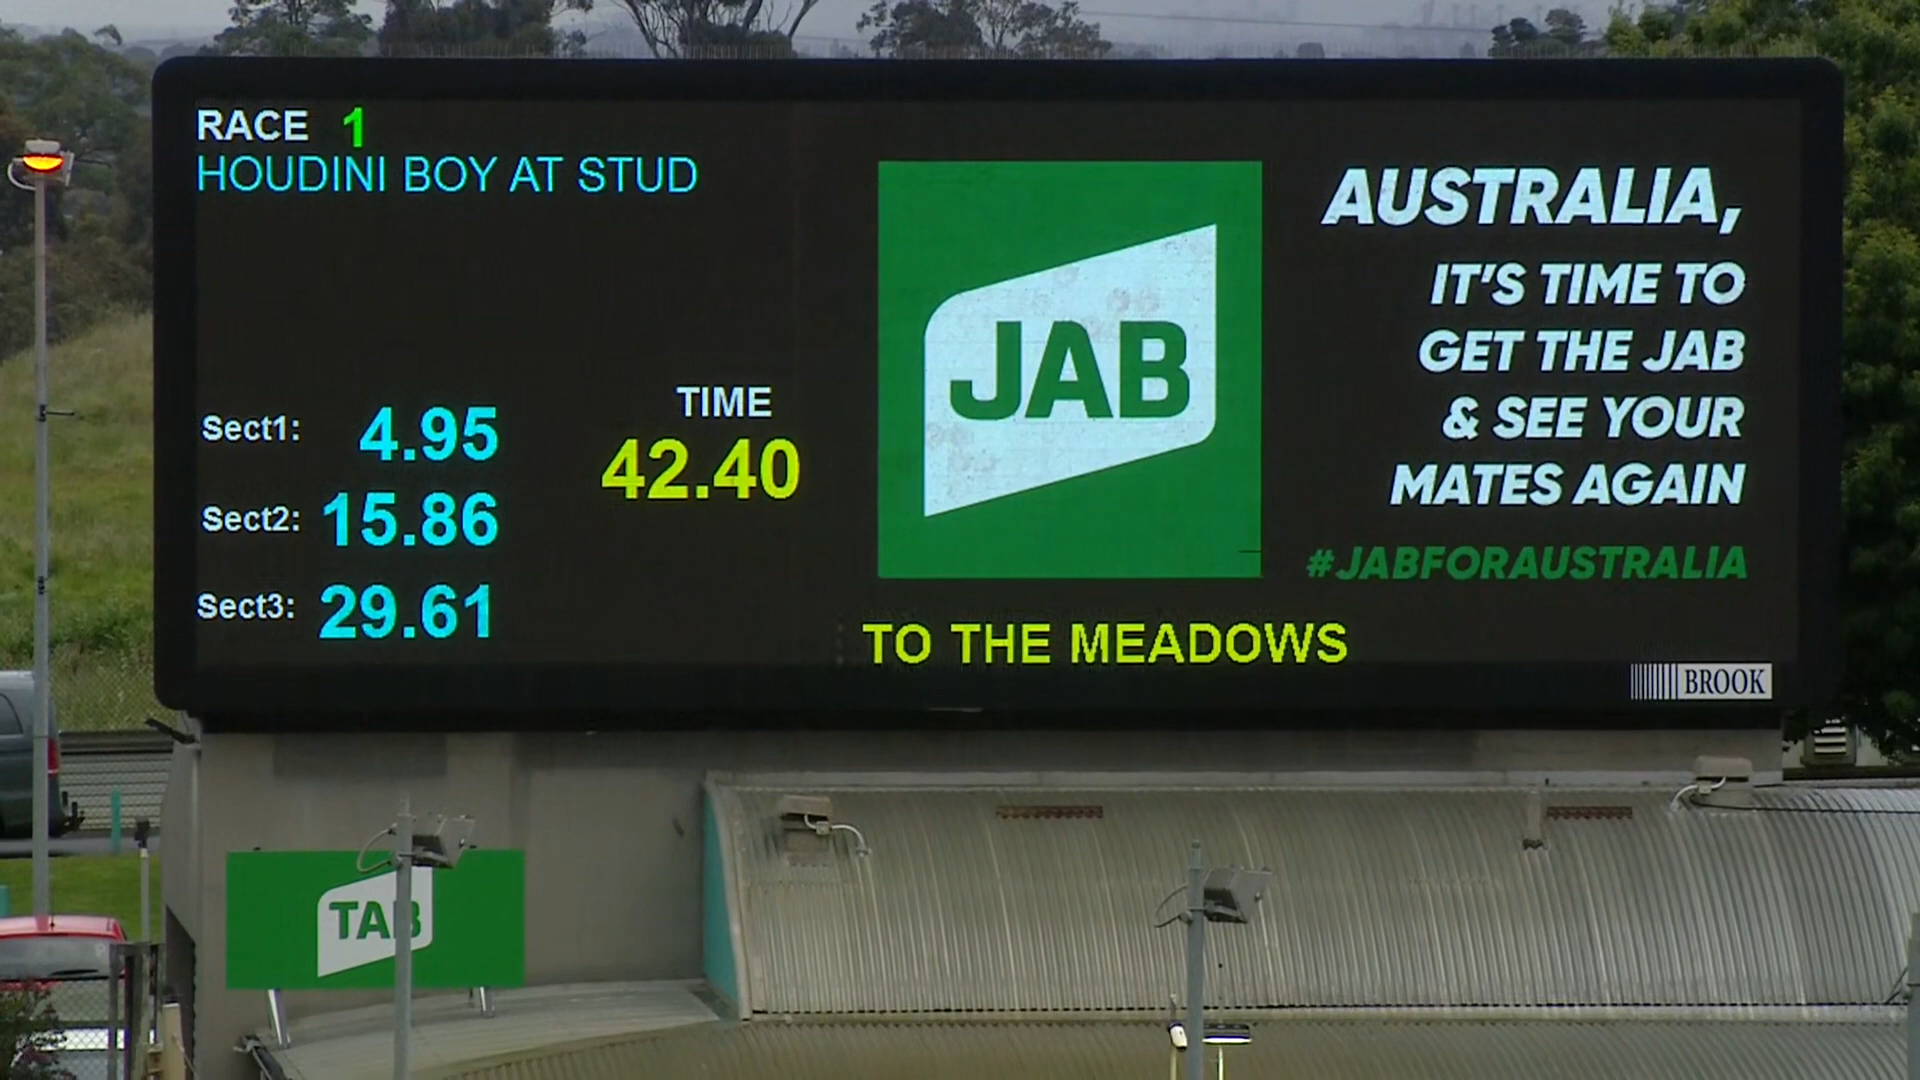 RACE 1
HOUDINI BOY AT STUD
Sect1: 4.95
Sect2: 15.86
Sect3: 29.61
TIME
42.40
JAB
AUSTRALIA,
IT'S TIME TO
GET THE JAB
& SEE YOUR
MATES AGAIN
#JABFORAUSTRALIA
TO THE MEADOWS
BROOK
TAB